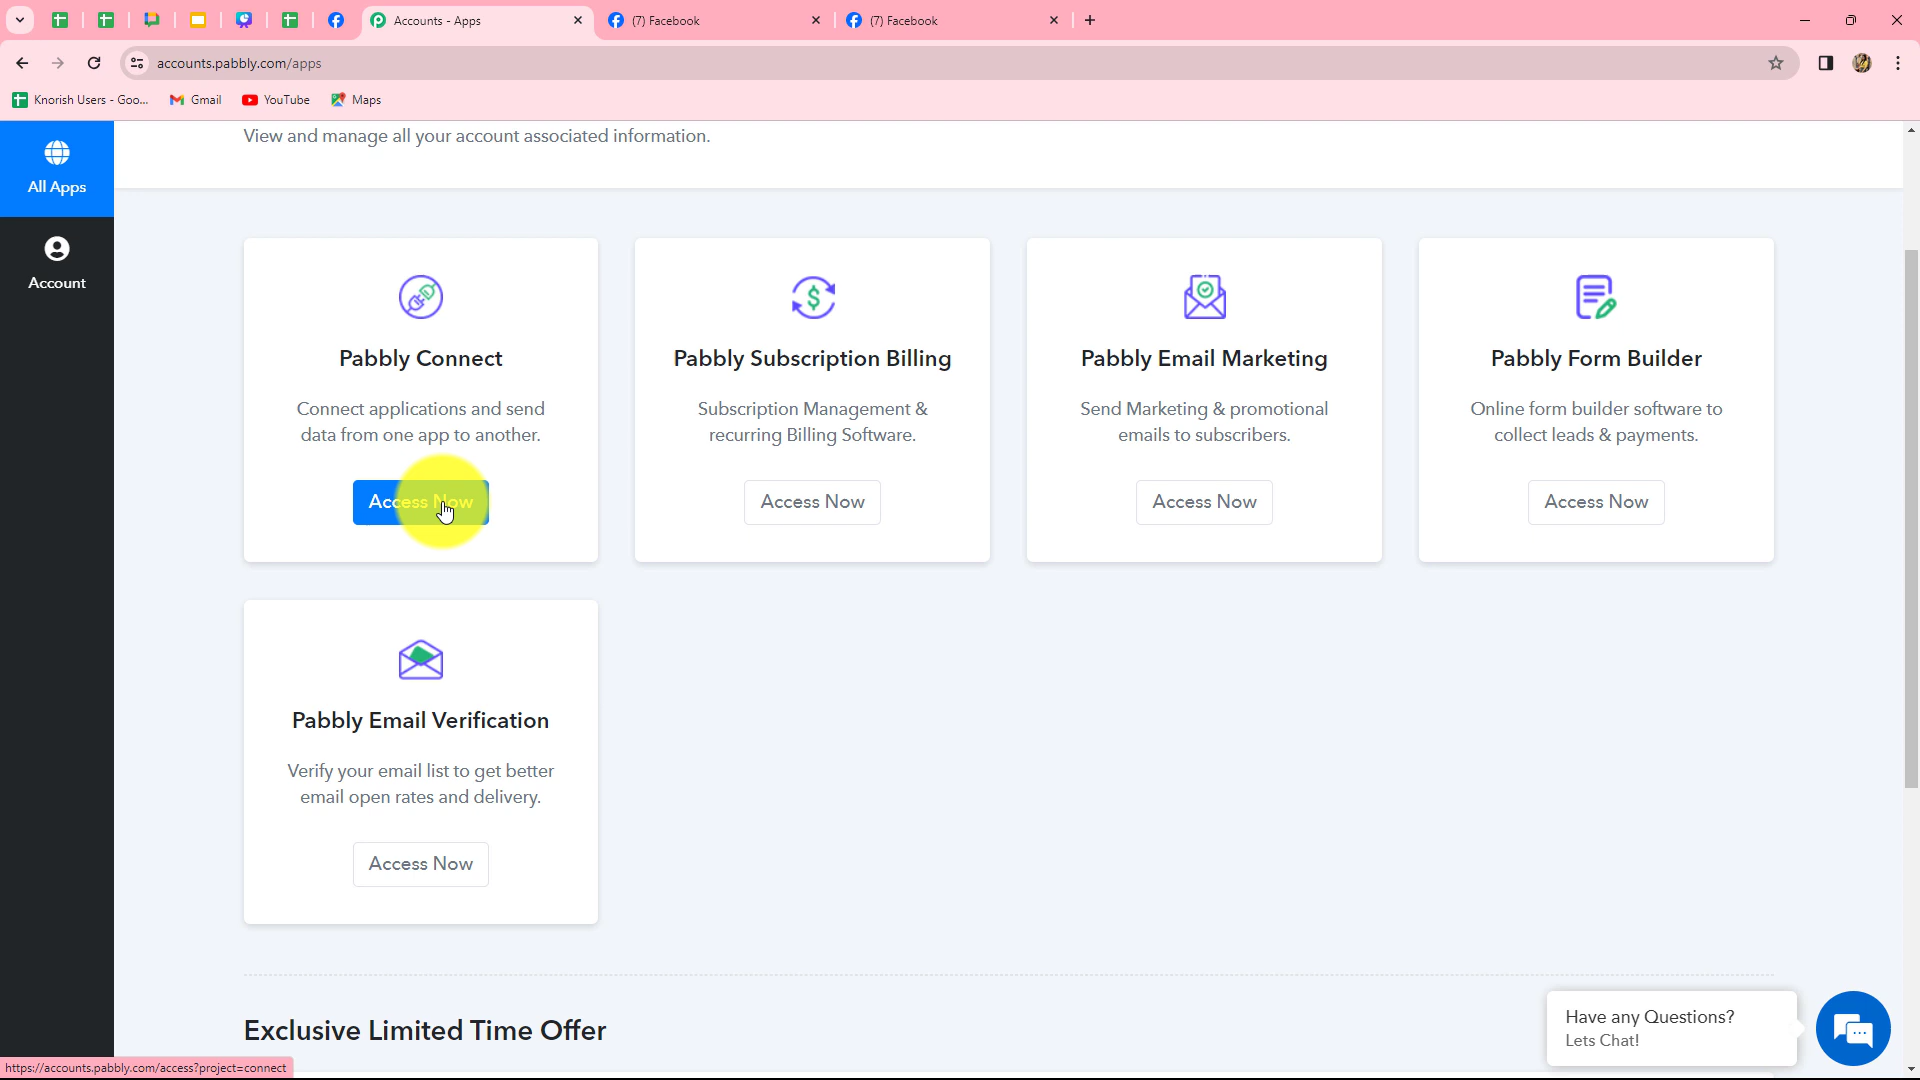 Accounts - Apps
(7) Facebook
(7) Facebook
accounts.pabbly.com/apps
Knorish Users - Goo...
Gmail
YouTube
Maps
All Apps
Account
View and manage all your account associated information.
Pabbly Connect
Connect applications and send
data from one app to another.
Access Now
Pabbly Subscription Billing
Subscription Management &
recurring Billing Software.
Access Now
Pabbly Email Marketing
Send Marketing & promotional
emails to subscribers.
Access Now
Pabbly Form Builder
Online form builder software to
collect leads & payments.
Access Now
Pabbly Email Verification
Verify your email list to get better
email open rates and delivery.
Access Now
Exclusive Limited Time Offer
Have any Questions?
Lets Chat!
https://accounts.pabbly.com/access?project=connect